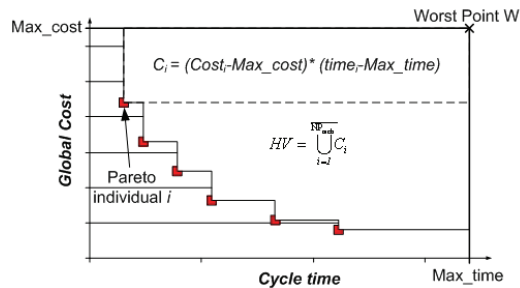 Worst Point W
Max_cost
Ci = (Costi-Max_cost)* (timei-Max_time)
Global Cost
Pareto
individual i
Cycle time
Max_time